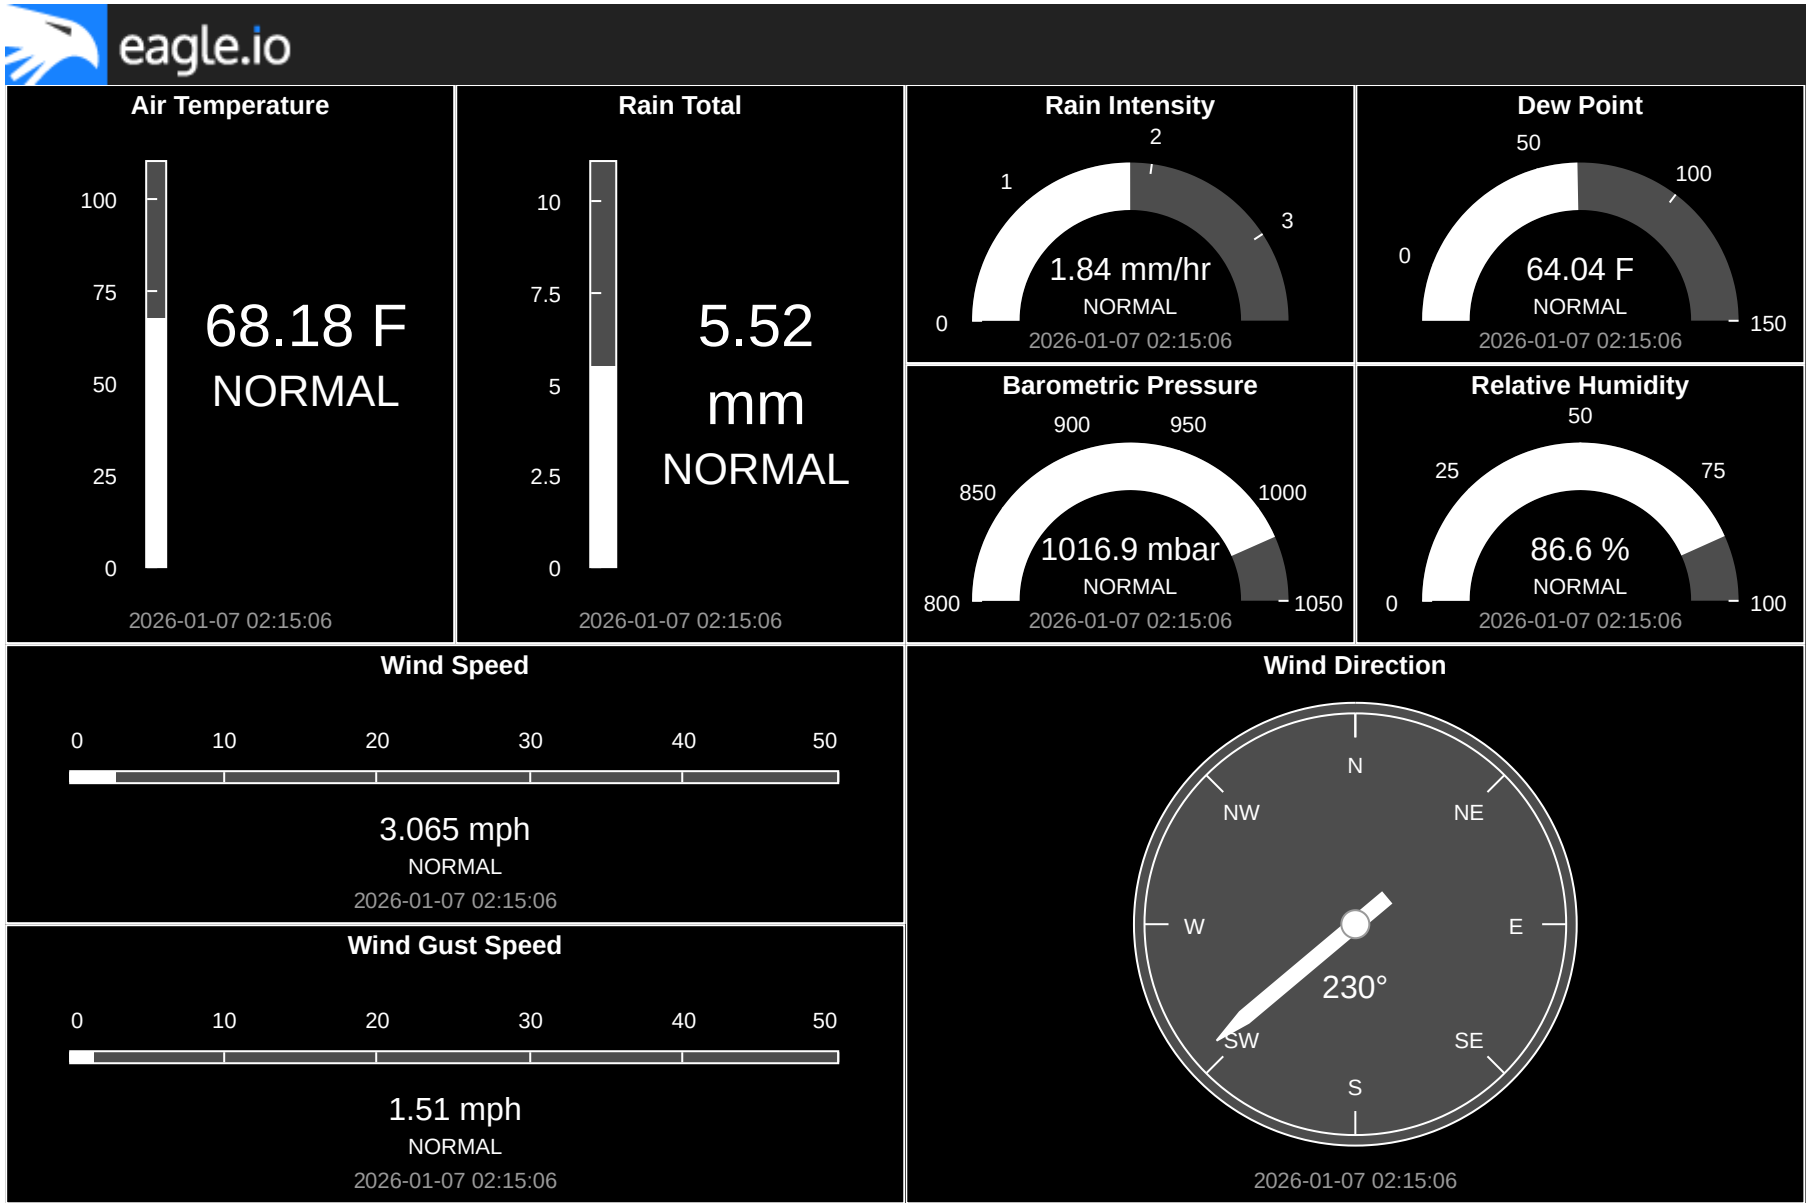 eagle.io
Air Temperature
100
75
50
25
0
68.18 F
NORMAL
2026-01-07 02:15:06
Rain Total
10
7.5
5
2.5
0
5.52
mm
NORMAL
2026-01-07 02:15:06
Rain Intensity
0
1
2
3
1.84 mm/hr
NORMAL
2026-01-07 02:15:06
Dew Point
0
50
100
150
64.04 F
NORMAL
2026-01-07 02:15:06
Barometric Pressure
800
850
900
950
1000
1050
1016.9 mbar
NORMAL
2026-01-07 02:15:06
Relative Humidity
0
25
50
75
100
86.6 %
NORMAL
2026-01-07 02:15:06
Wind Speed
0 10 20 30 40 50
3.065 mph
NORMAL
2026-01-07 02:15:06
Wind Gust Speed
0 10 20 30 40 50
1.51 mph
NORMAL
2026-01-07 02:15:06
Wind Direction
N
NW NE
W E
230°
SW SE
S
2026-01-07 02:15:06